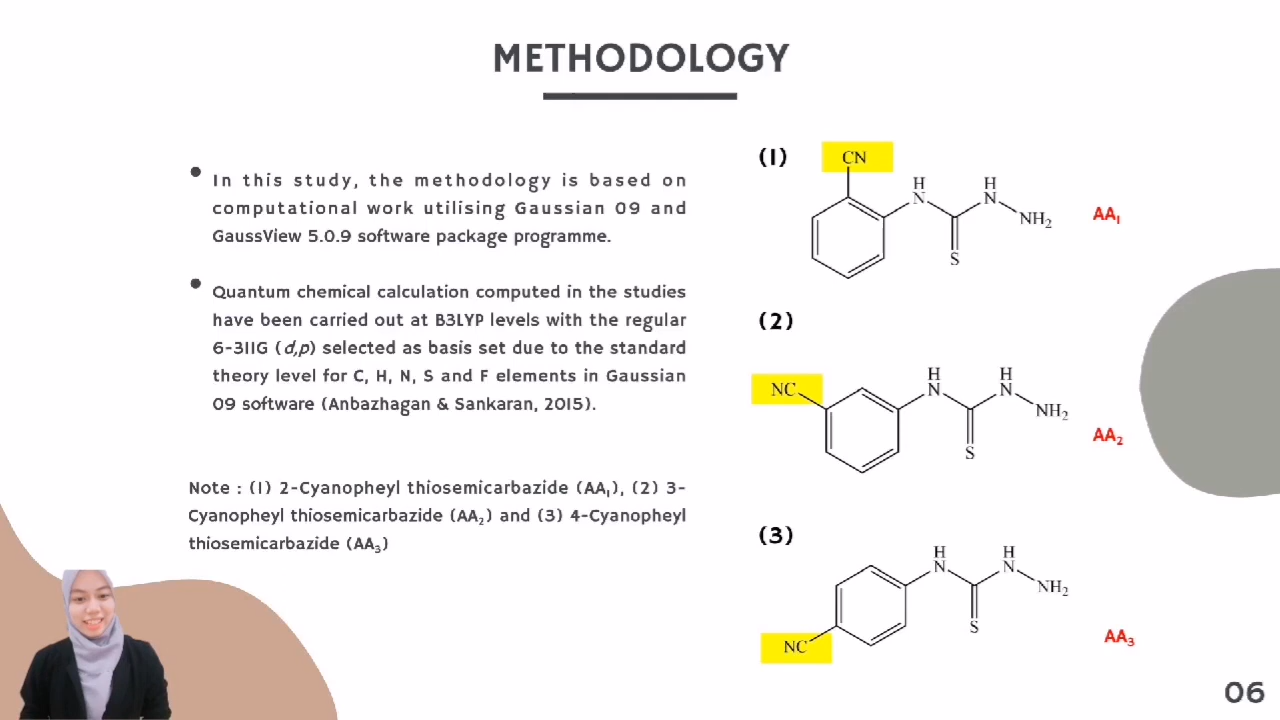 METHODOLOGY
• In this study, the methodology is based on
computational work utilising Gaussian 09 and
GaussView 5.0.9 software package programme.
• Quantum chemical calculation computed in the studies
have been carried out at B3LYP levels with the regular
6-311G (d,p) selected as basis set due to the standard
theory level for C, H, N, S and F elements in Gaussian
09 software (Anbazhagan & Sankaran, 2015).
Note : (1) 2-Cyanopheyl thiosemicarbazide (AA₁), (2) 3-
Cyanopheyl thiosemicarbazide (AA₂) and (3) 4-Cyanopheyl
thiosemicarbazide (AA₃)
(1)
CN
H
N
H
N
NH₂
S
AA₁
(2)
NC
H
N
H
N
NH₂
S
AA₂
(3)
H
N
H
N
NH₂
S
NC
AA₃
06